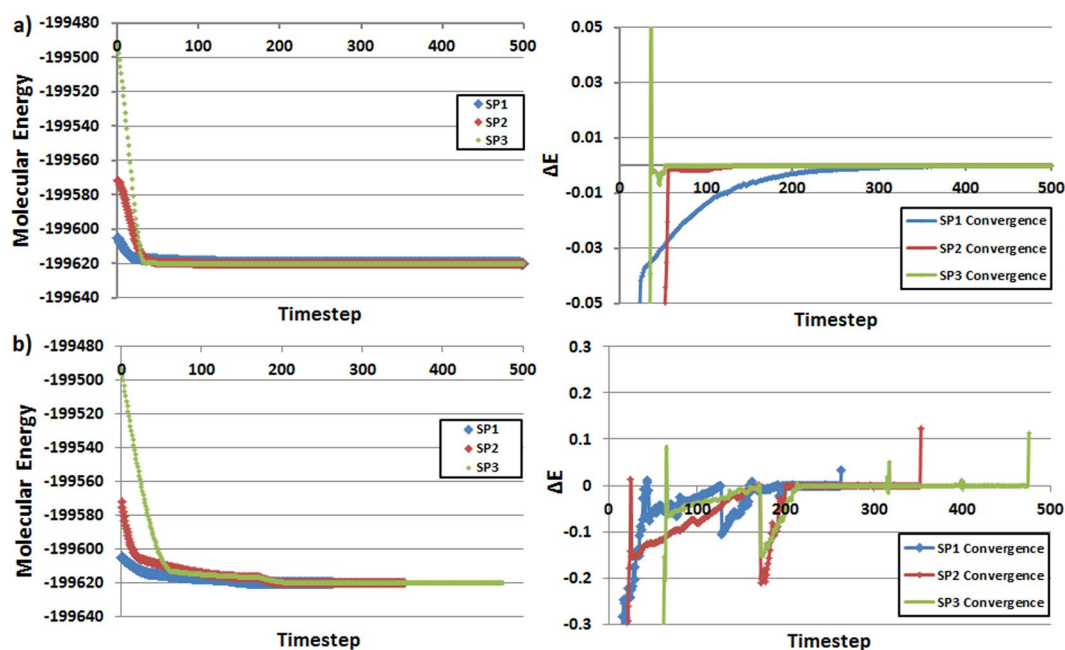 a)
-199480
-199500
-199520
-199540
-199560
-199580
-199600
-199620
-199640
Molecular Energy
0 100 200 300 400 500
SP1
SP2
SP3
Timestep
0.05
0.03
0.01
-0.01
-0.03
-0.05
ΔE
0 100 200 300 400 500
SP1 Convergence
SP2 Convergence
SP3 Convergence
Timestep
b)
-199480
-199500
-199520
-199540
-199560
-199580
-199600
-199620
-199640
Molecular Energy
0 100 200 300 400 500
SP1
SP2
SP3
Timestep
0.3
0.2
0.1
0
-0.1
-0.2
-0.3
ΔE
0 100 200 300 400 500
SP1 Convergence
SP2 Convergence
SP3 Convergence
Timestep